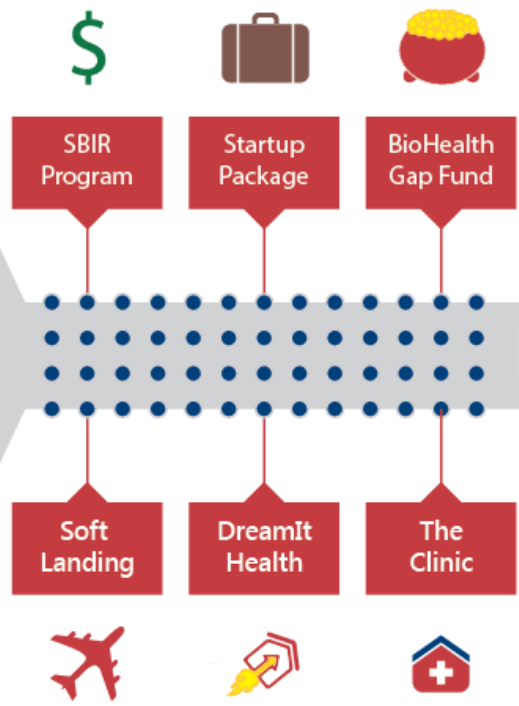 SBIR
Program
Startup
Package
BioHealth
Gap Fund
Soft
Landing
DreamIt
Health
The
Clinic